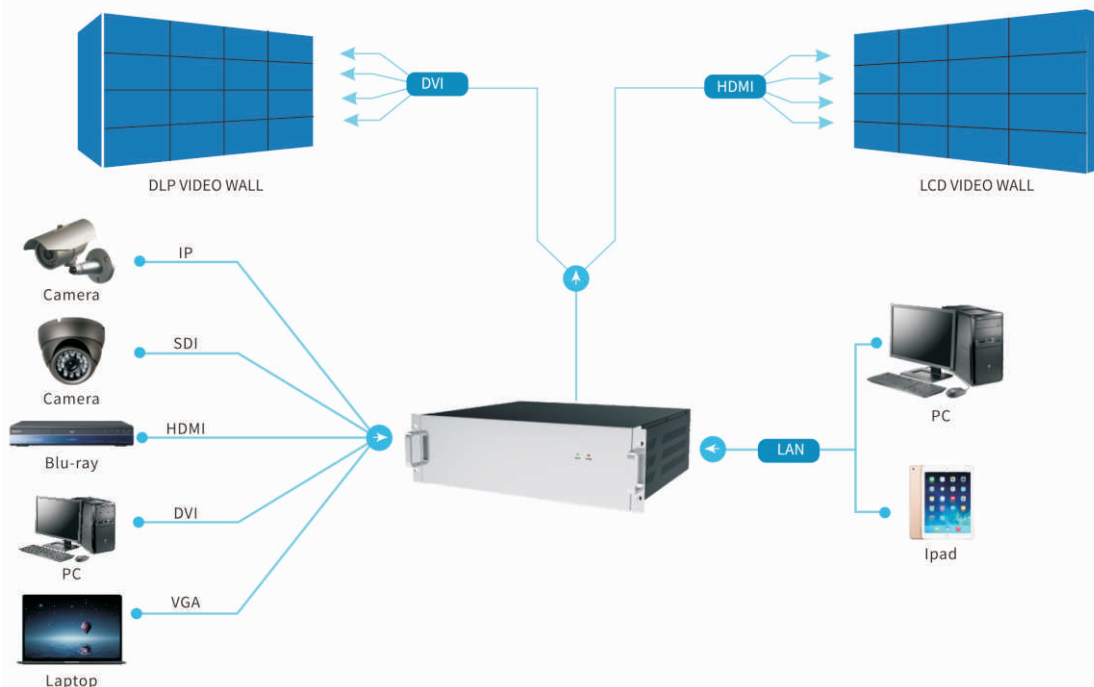 DVI
HDMI
DLP VIDEO WALL
LCD VIDEO WALL
IP
Camera
SDI
Camera
HDMI
Blu-ray
DVI
PC
VGA
Laptop
LAN
PC
Ipad